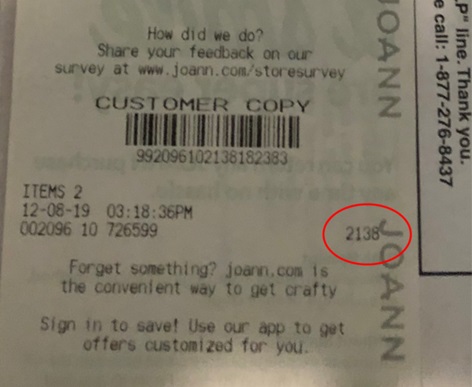 How did we do?
Share your feedback on our
survey at www.joann.com/storesurvey
CUSTOMER COPY
992096102138182383
ITEMS 2
12-08-19 03:18:36PM
002096 10 726599 2138
Forget something? joann.com is
the convenient way to get crafty
Sign in to save! Use our app to get
offers customized for you.
JOANN
JOANN
P" line. Thank you.
e call: 1-877-276-8437